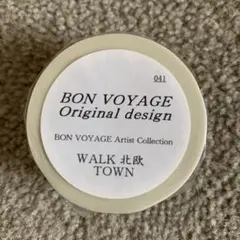 041
BON VOYAGE
Original design
BON VOYAGE Artist Collection
WALK 北欧
TOWN